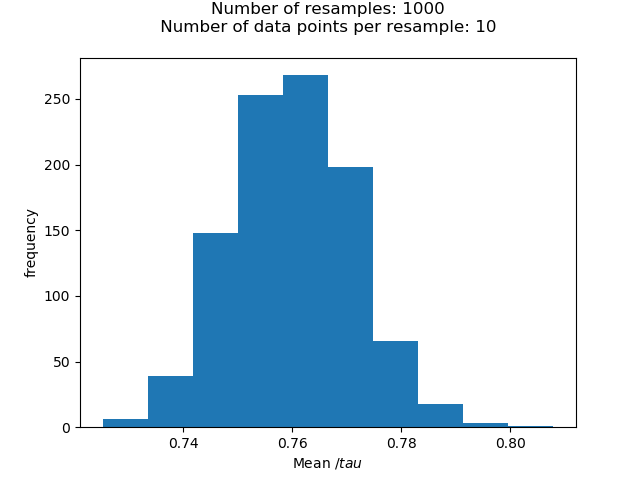 Number of resamples: 1000
Number of data points per resample: 10
250
200
150
100
50
0
frequency
0.74 0.76 0.78 0.80
Mean /tau